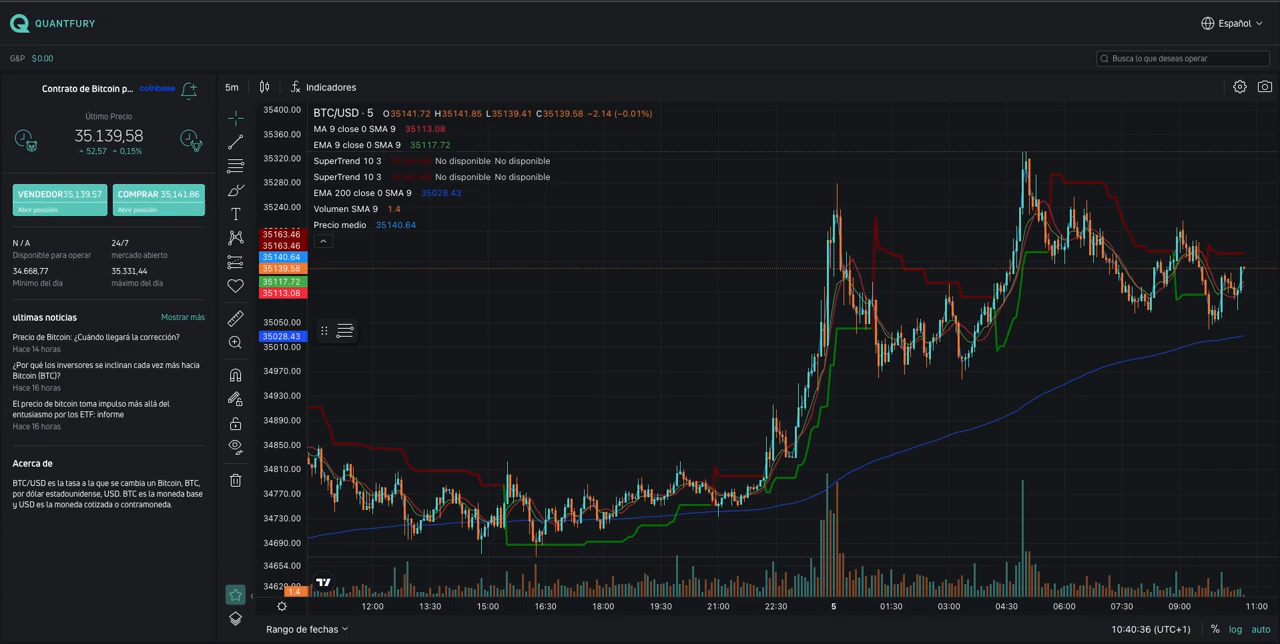 QUANTFURY
Español
G&P $0.00
Busca lo que deseas operar
Contrato de Bitcoin p... coinbase
Último Precio
35.139,58
52,57 0,15%
VENDEDOR 35,139.57
Abrir posición
COMPRAR 35,141.86
Abrir posición
N / A
Disponible para operar
24/7
mercado abierto
34.668,77
Mínimo del día
35.331,44
máximo del día
ultimas noticias
Mostrar más
Precio de Bitcoin: ¿Cuándo llegará la corrección?
Hace 14 horas
¿Por qué los inversores se inclinan cada vez más hacia
Bitcoin (BTC)?
Hace 16 horas
El precio de bitcoin toma impulso más allá del
entusiasmo por los ETF: informe
Hace 16 horas
Acerca de
BTC/USD es la tasa a la que se cambia un Bitcoin, BTC,
por dólar estadounidense, USD. BTC es la moneda base
y USD es la moneda cotizada o contramoneda.
5m
Indicadores
BTC/USD · 5 O35141.72 H35141.85 L35139.41 C35139.58 −2.14 (−0.01%)
MA 9 close 0 SMA 9 35113.08
EMA 9 close 0 SMA 9 35117.72
SuperTrend 10 3 No disponible No disponible
SuperTrend 10 3 No disponible No disponible
EMA 200 close 0 SMA 9 35028.43
Volumen SMA 9 1.4
Precio medio 35140.64
35400.00
35360.00
35320.00
35280.00
35240.00
35163.46
35163.46
35140.64
35139.58
35117.72
35113.08
35050.00
35028.43
35010.00
34970.00
34930.00
34890.00
34850.00
34810.00
34770.00
34730.00
34690.00
34654.00
34620.00
1.4
12:00 13:30 15:00 16:30 18:00 19:30 21:00 22:30 5 01:30 03:00 04:30 06:00 07:30 09:00 11:00
Rango de fechas
10:40:36 (UTC+1) % log auto